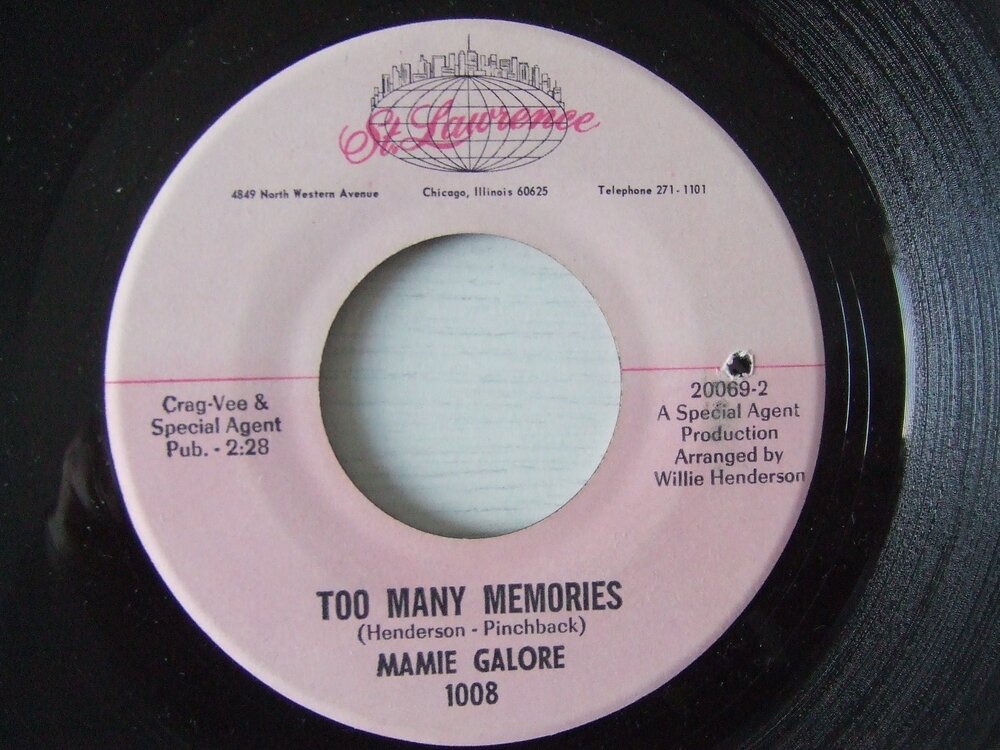 St. Lawrence
4849 North Western Avenue Chicago, Illinois 60625 Telephone 271-1101
Crag-Vee &
Special Agent
Pub. - 2:28
20069-2
A Special Agent
Production
Arranged by
Willie Henderson
TOO MANY MEMORIES
(Henderson - Pinchback)
MAMIE GALORE
1008